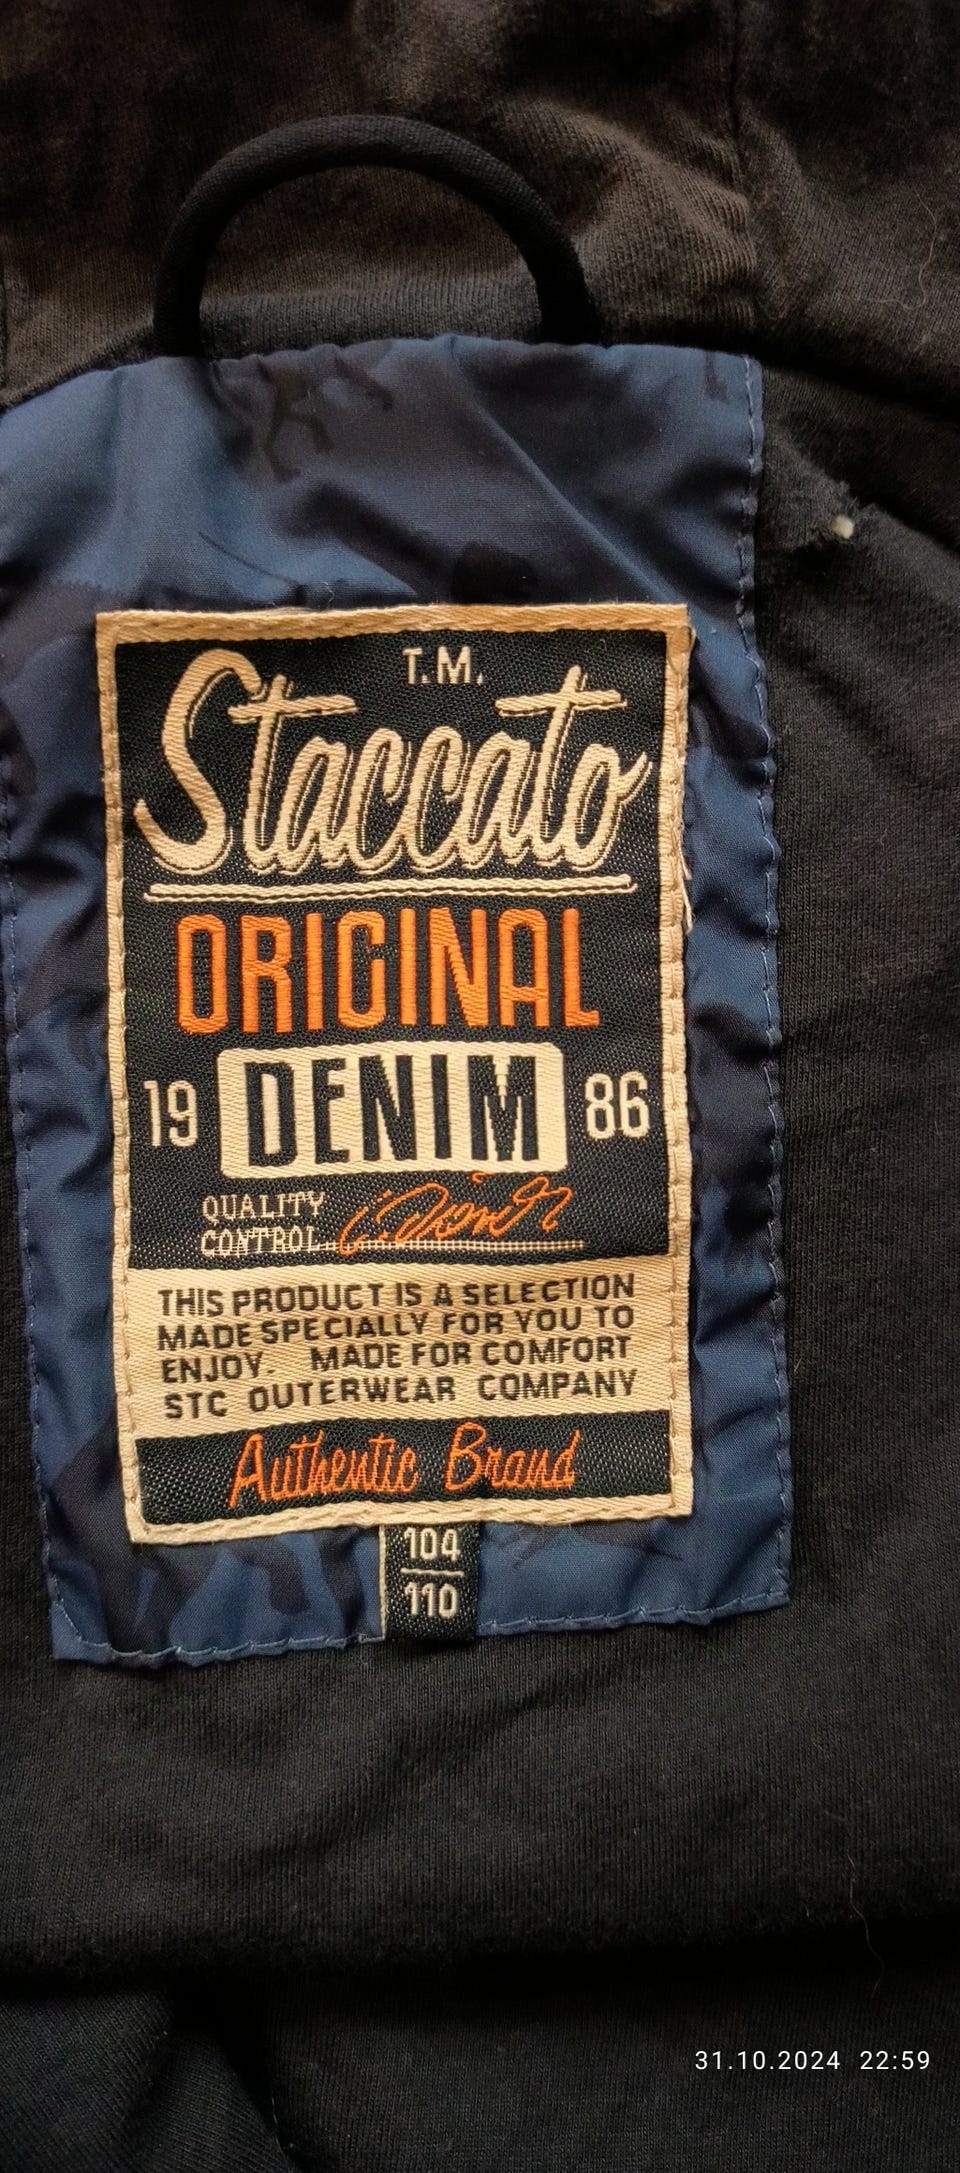 T.M.
Staccato
ORIGINAL
19 DENIM 86
QUALITY
CONTROL
THIS PRODUCT IS A SELECTION
MADE SPECIALLY FOR YOU TO
ENJOY. MADE FOR COMFORT
STC OUTERWEAR COMPANY
Authentic Brand
104
110
31.10.2024 22:59